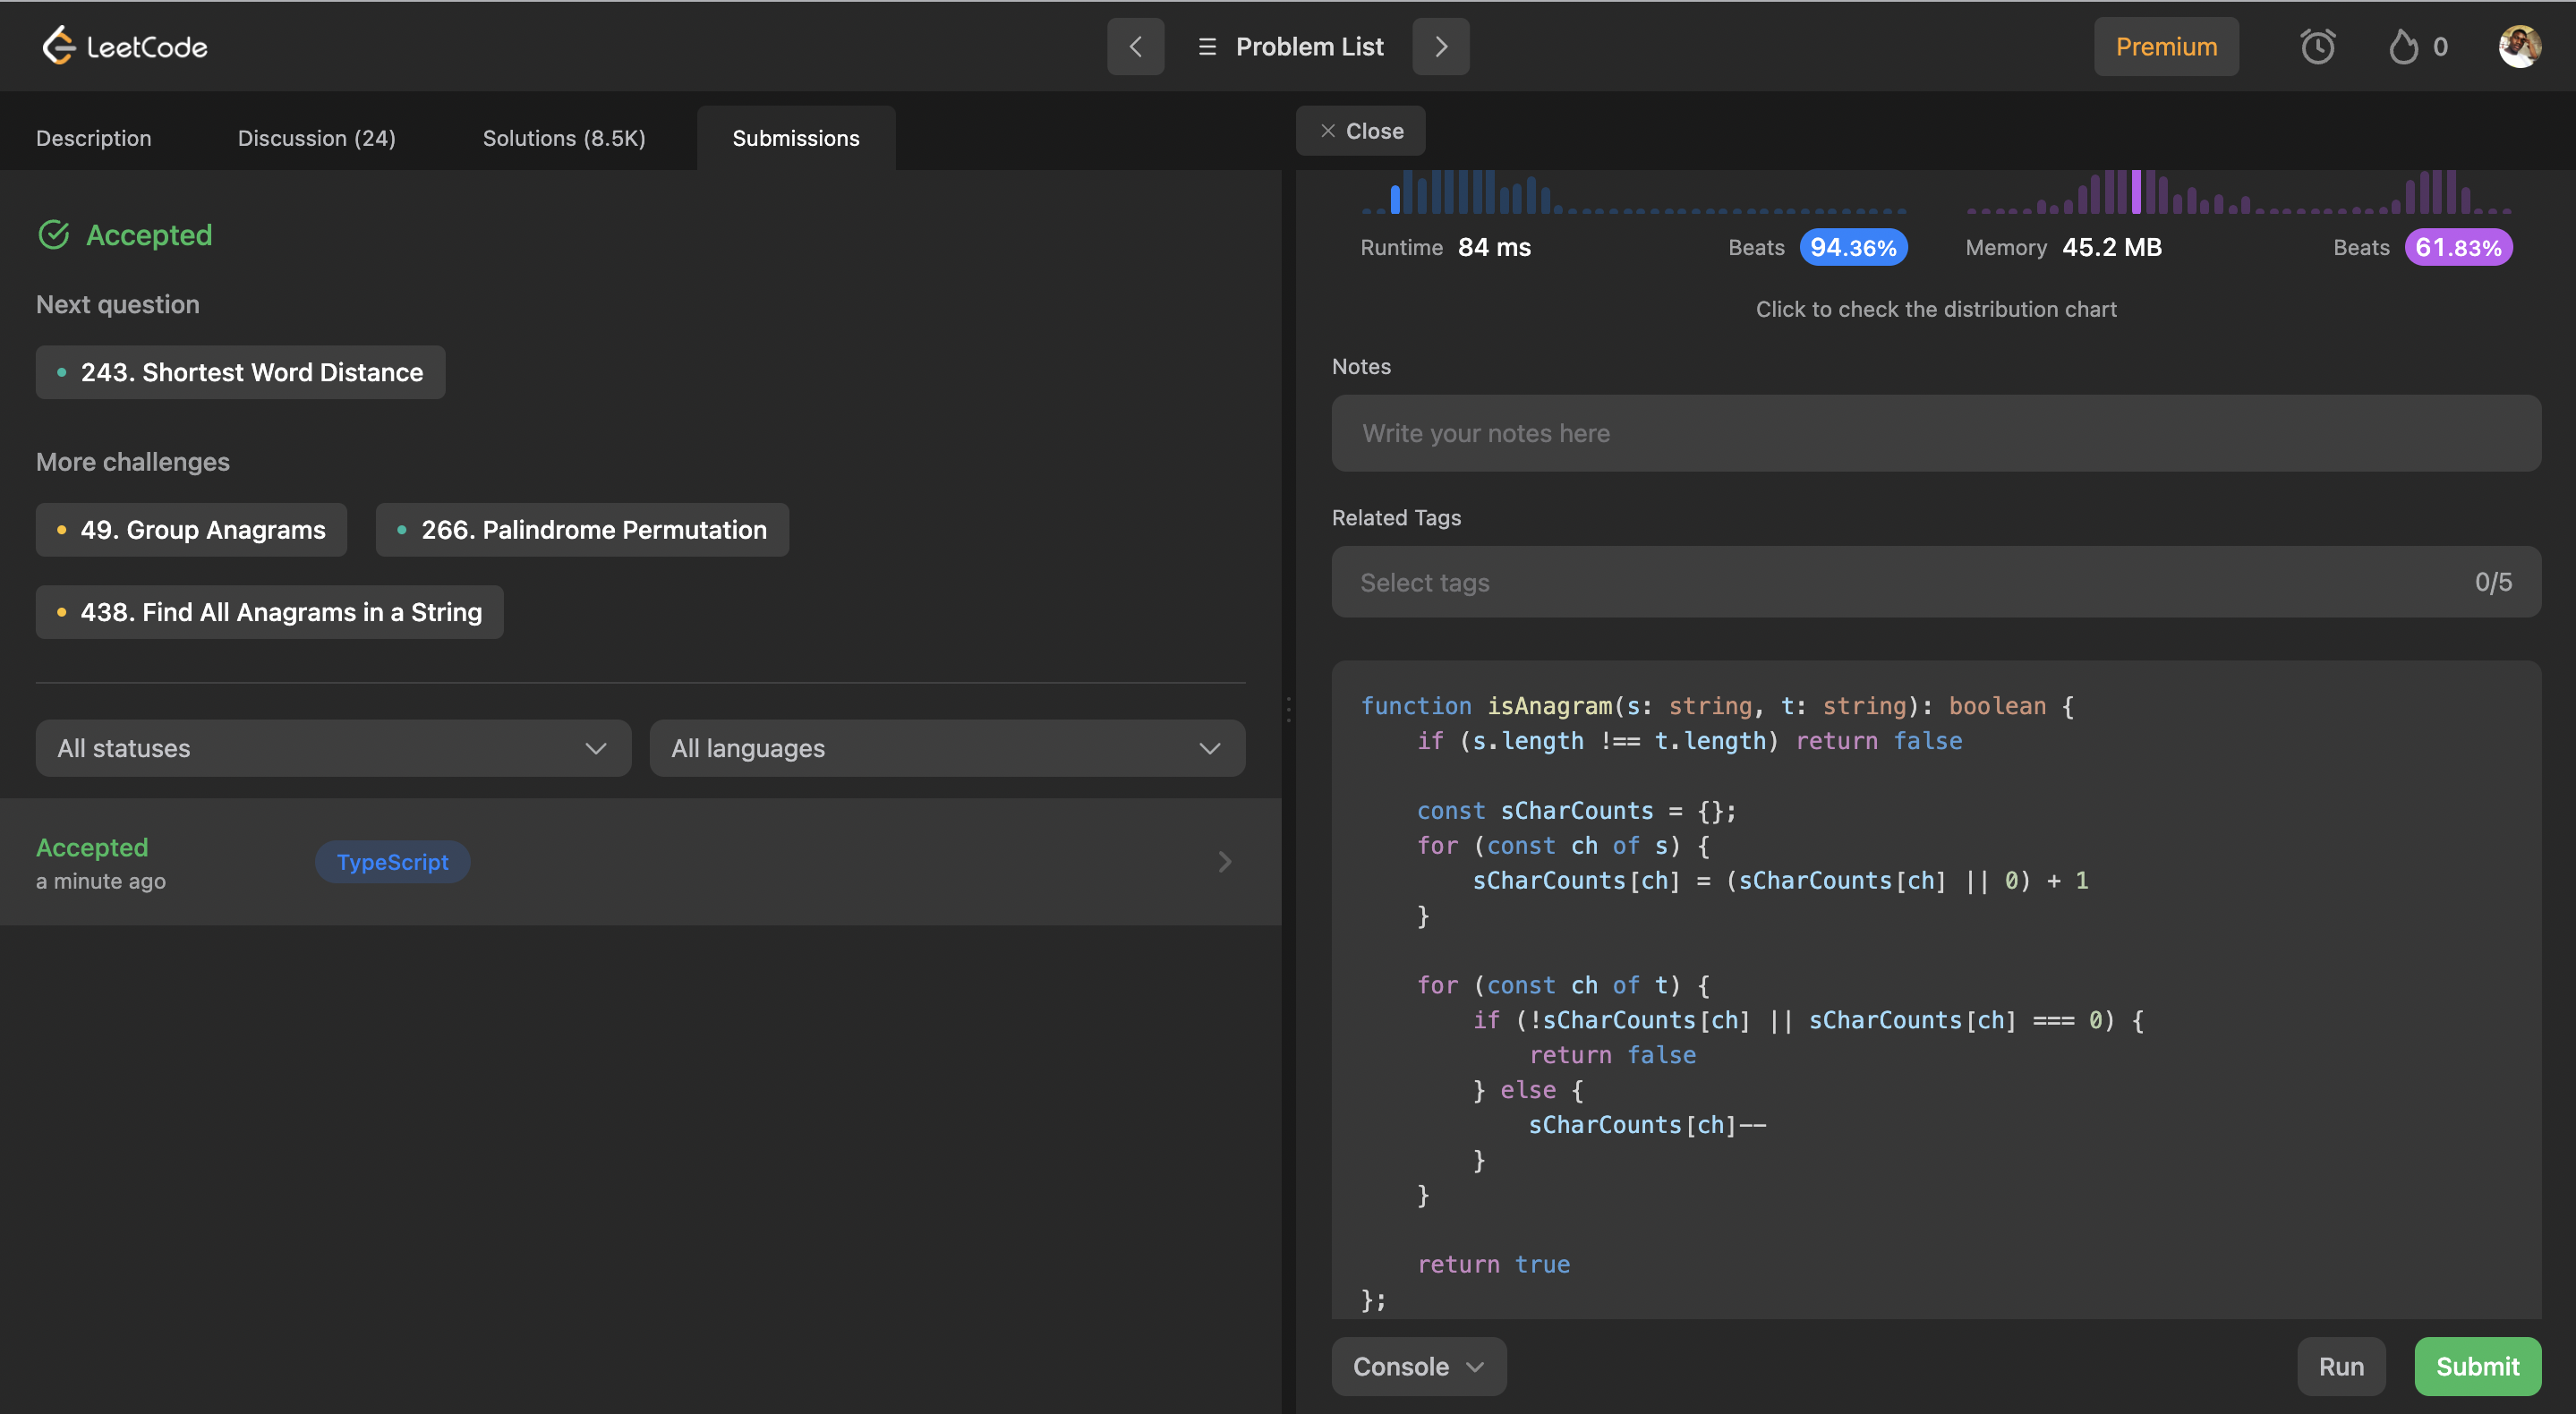 LeetCode
Problem List
Premium
0
Description
Discussion (24)
Solutions (8.5K)
Submissions
Close
Accepted
Next question
243. Shortest Word Distance
More challenges
49. Group Anagrams
266. Palindrome Permutation
438. Find All Anagrams in a String
All statuses
All languages
Accepted
a minute ago
TypeScript
Runtime 84 ms
Beats 94.36%
Memory 45.2 MB
Beats 61.83%
Click to check the distribution chart
Notes
Write your notes here
Related Tags
Select tags
0/5
function isAnagram(s: string, t: string): boolean {
    if (s.length !== t.length) return false

    const sCharCounts = {};
    for (const ch of s) {
        sCharCounts[ch] = (sCharCounts[ch] || 0) + 1
    }

    for (const ch of t) {
        if (!sCharCounts[ch] || sCharCounts[ch] === 0) {
            return false
        } else {
            sCharCounts[ch]--
        }
    }

    return true
};
Console
Run
Submit